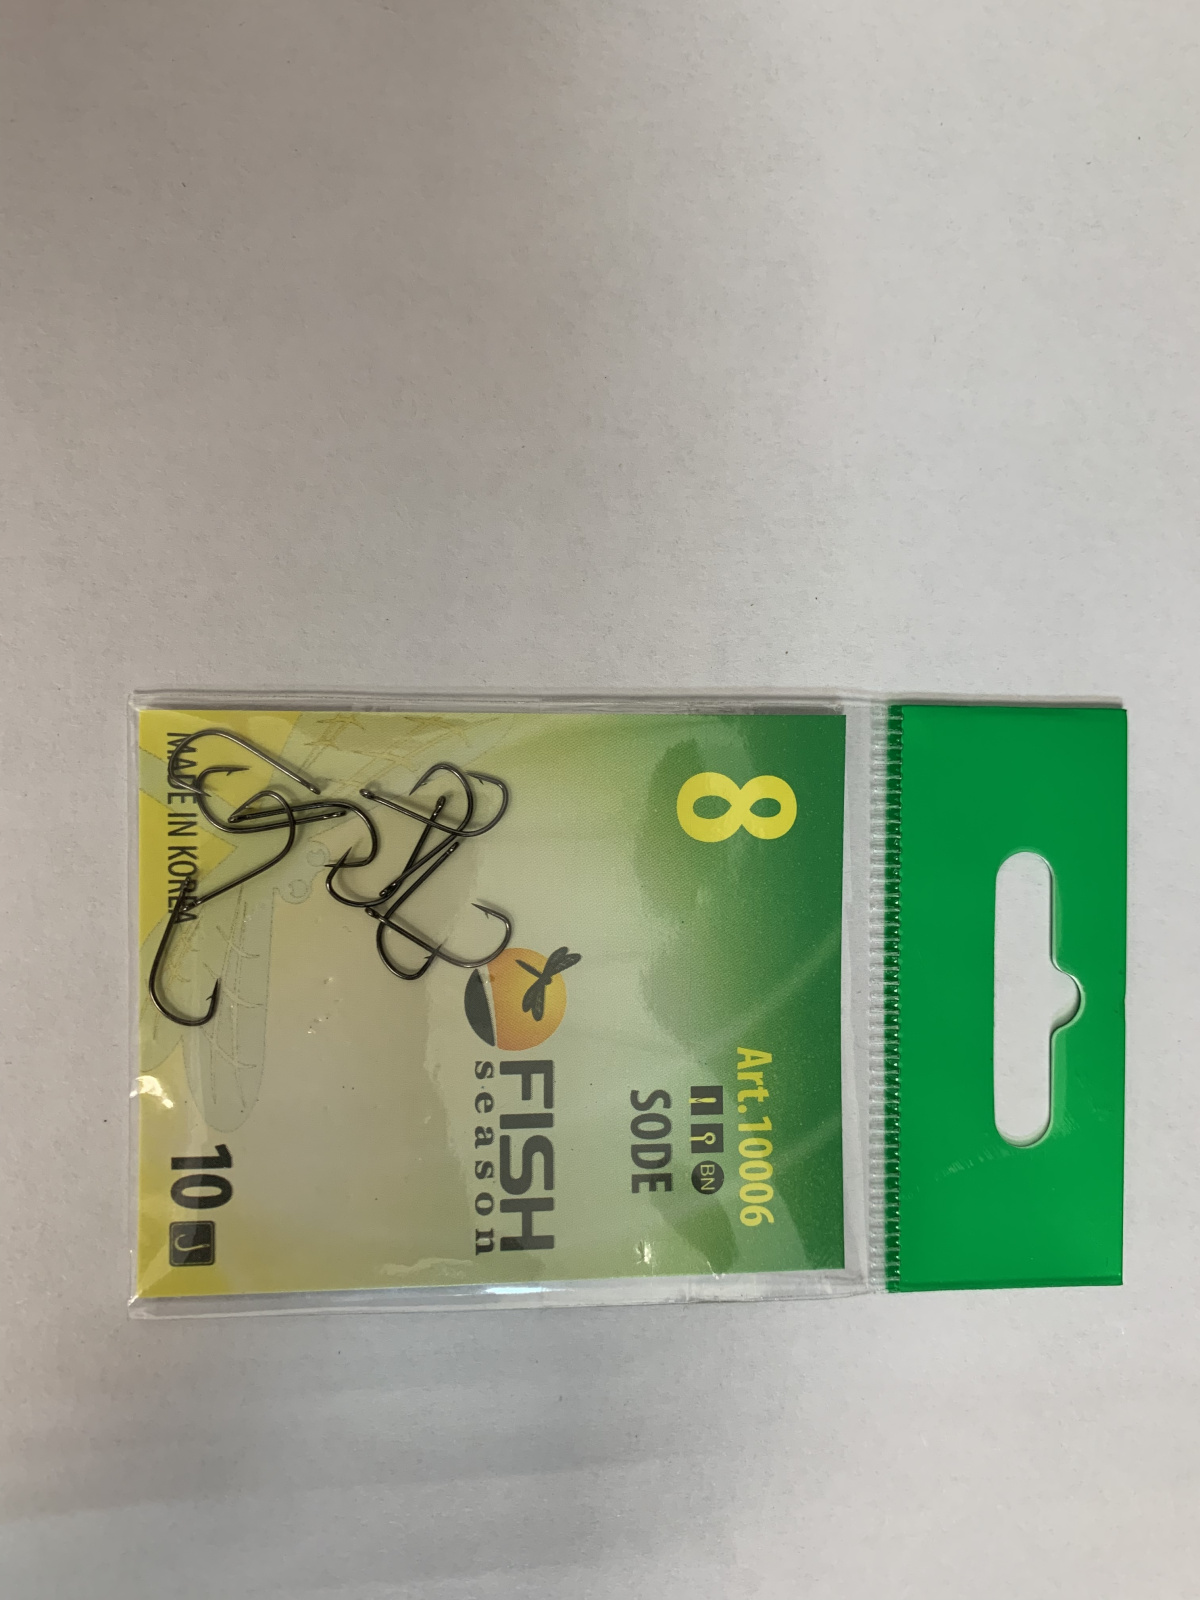 8
Art.10006
BN
SODE
FISH
season
MADE IN KOREA
10